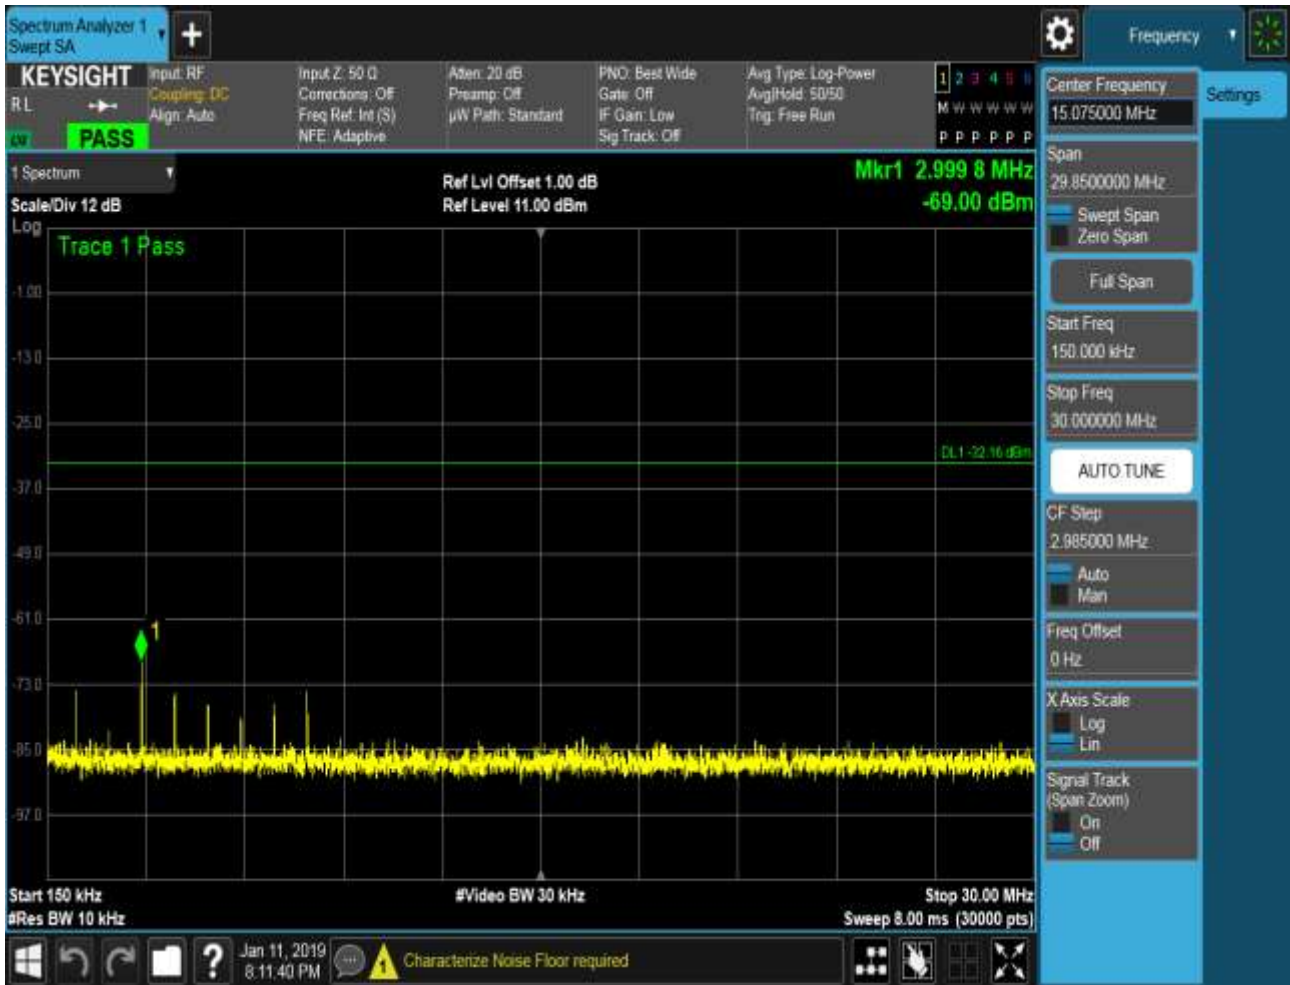 Spectrum Analyzer 1
Swept SA
Frequency
KEYSIGHT
RL
PASS
Input: RF
Coupling: DC
Align: Auto
Input Z: 50 Ω
Corrections: Off
Freq Ref: Int (S)
NFE: Adaptive
Atten: 20 dB
Preamp: Off
µW Path: Standard
PNO: Best Wide
Gate: Off
IF Gain: Low
Sig Track: Off
Avg Type: Log-Power
Avg|Hold: 50/50
Trig: Free Run
1 2 3 4 5 6
M W W W W W
P P P P P P
Center Frequency
15.075000 MHz
Settings
Span
29.8500000 MHz
Swept Span
Zero Span
Full Span
Start Freq
150.000 kHz
Stop Freq
30.000000 MHz
AUTO TUNE
CF Step
2.985000 MHz
Auto
Man
Freq Offset
0 Hz
X Axis Scale
Log
Lin
Signal Track
(Span Zoom)
On
Off
1 Spectrum
Scale/Div 12 dB
Log
Ref Lvl Offset 1.00 dB
Ref Level 11.00 dBm
Mkr1 2.999 8 MHz
-69.00 dBm
Trace 1 Pass
-1.00
-13.0
-25.0
DL1 -32.16 dBm
-37.0
-49.0
-61.0
1
-73.0
-85.0
-97.0
Start 150 kHz
#Video BW 30 kHz
Stop 30.00 MHz
#Res BW 10 kHz
Sweep 8.00 ms (30000 pts)
?
Jan 11, 2019
8:11:40 PM
1
Characterize Noise Floor required